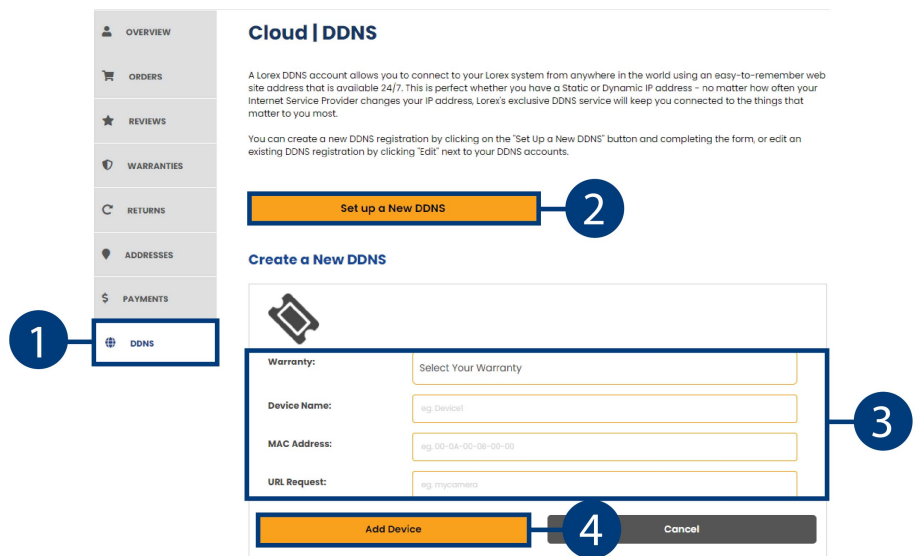 OVERVIEW
ORDERS
REVIEWS
WARRANTIES
RETURNS
ADDRESSES
PAYMENTS
1
DDNS
Cloud | DDNS
A Lorex DDNS account allows you to connect to your Lorex system from anywhere in the world using an easy-to-remember web
site address that is available 24/7. This is perfect whether you have a Static or Dynamic IP address - no matter how often your
Internet Service Provider changes your IP address, Lorex's exclusive DDNS service will keep you connected to the things that
matter to you most.
You can create a new DDNS registration by clicking on the "Set Up a New DDNS" button and completing the form, or edit an
existing DDNS registration by clicking "Edit" next to your DDNS accounts.
Set up a New DDNS
2
Create a New DDNS
Warranty:
Select Your Warranty
Device Name:
eg. Device1
MAC Address:
eg. 00-0A-00-0B-00-00
URL Request:
eg. mycamera
3
Add Device
4
Cancel